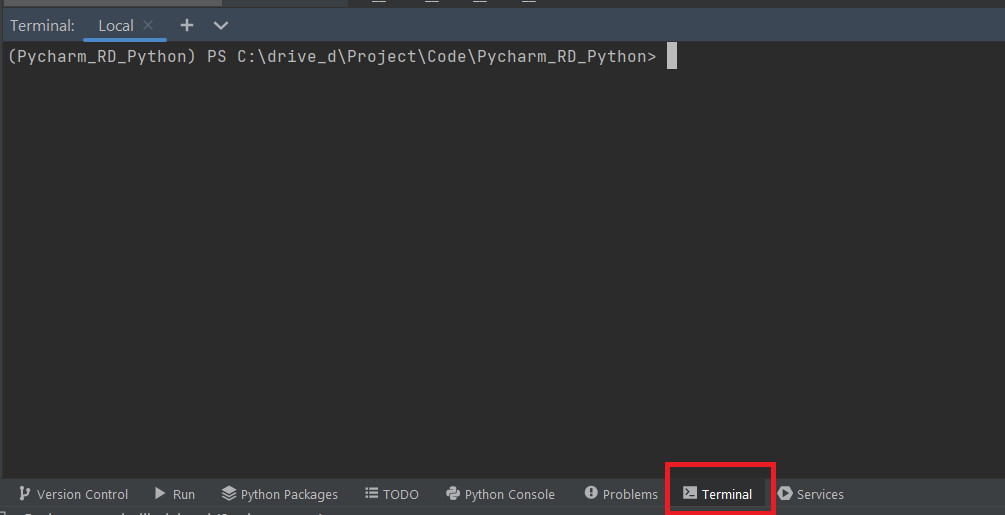 Terminal: Local
(Pycharm_RD_Python) PS C:\drive_d\Project\Code\Pycharm_RD_Python>
Version Control Run Python Packages TODO Python Console Problems Terminal Services